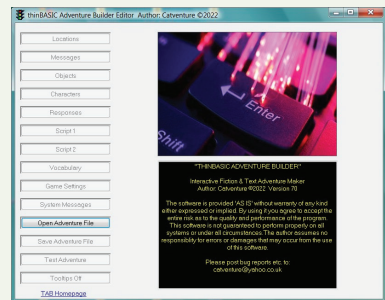 thinBASIC Adventure Builder Editor Author: Catventure ©2022
Locations
Messages
Objects
Characters
Responses
Script 1
Script 2
Vocabulary
Game Settings
System Messages
Open Adventure File
Save Adventure File
Test Adventure
Tooltips Off
TAB Homepage
Enter
Shift
"THINBASIC ADVENTURE BUILDER"
Interactive Fiction & Text Adventure Maker
Author: Catventure ©2022 Version 70
The software is provided 'AS IS' without warranty of any kind
either expressed or implied. By using it you agree to accept the
entire risk as to the quality and performance of the program.
This software is not guaranteed to perform properly on all
systems or under all circumstances. The author assumes no
responsiblity for errors or damages that may occur from the use
of this software.
Please post bug reports etc. to:
catventure@yahoo.co.uk